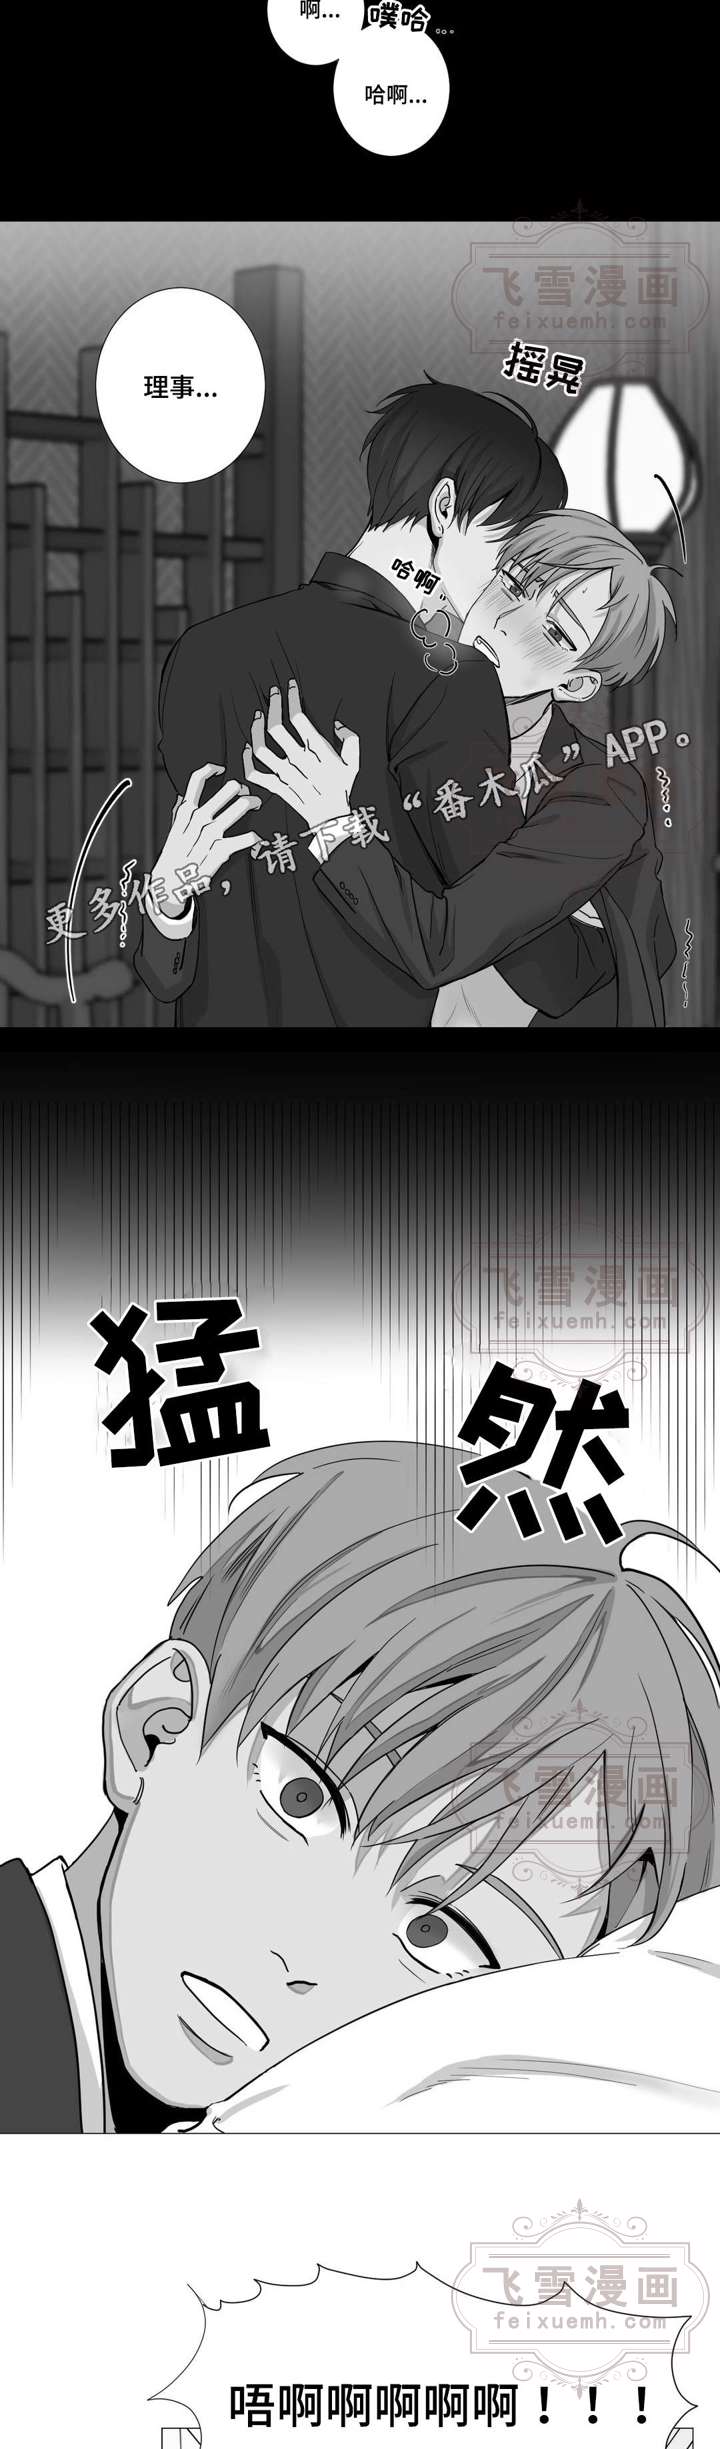 啊...
噗哈...
哈啊...
飞雪漫画
feixuemh.com
理事...
摇晃
哈啊..
更多作品，请下载“番木瓜”APP。
飞雪漫画
feixuemh.com
猛
然
飞雪漫画
feixuemh.com
飞雪漫画
feixuemh.com
唔啊啊啊啊啊！！！